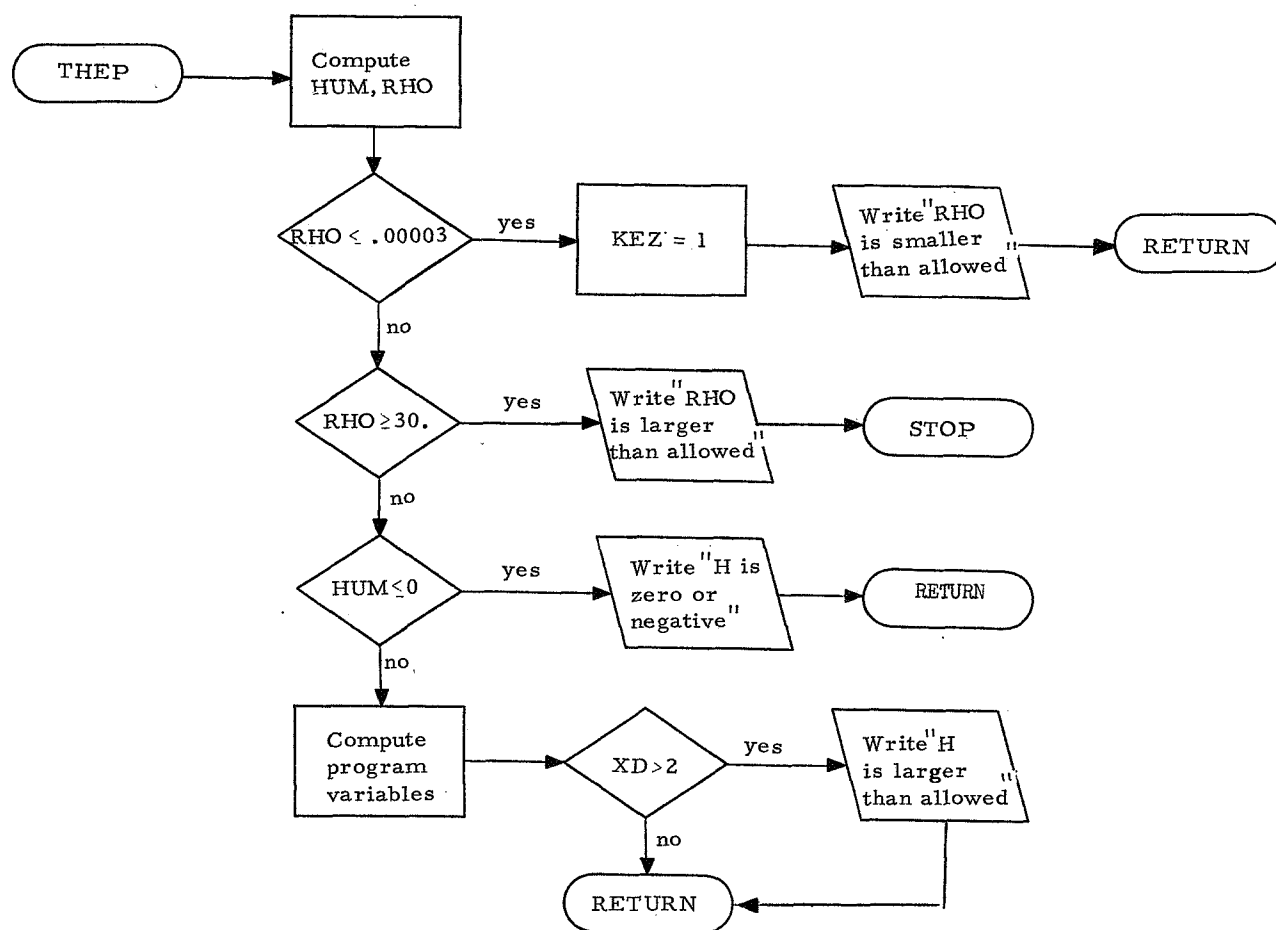 THEP
Compute
HUM, RHO
RHO ≤ .00003
yes
KEZ = 1
Write "RHO
is smaller
than allowed"
RETURN
no
RHO ≥ 30.
yes
Write "RHO
is larger
than allowed"
STOP
no
HUM ≤ 0
yes
Write "H is
zero or
negative"
RETURN
no
Compute
program
variables
XD > 2
yes
Write "H
is larger
than allowed"
no
RETURN